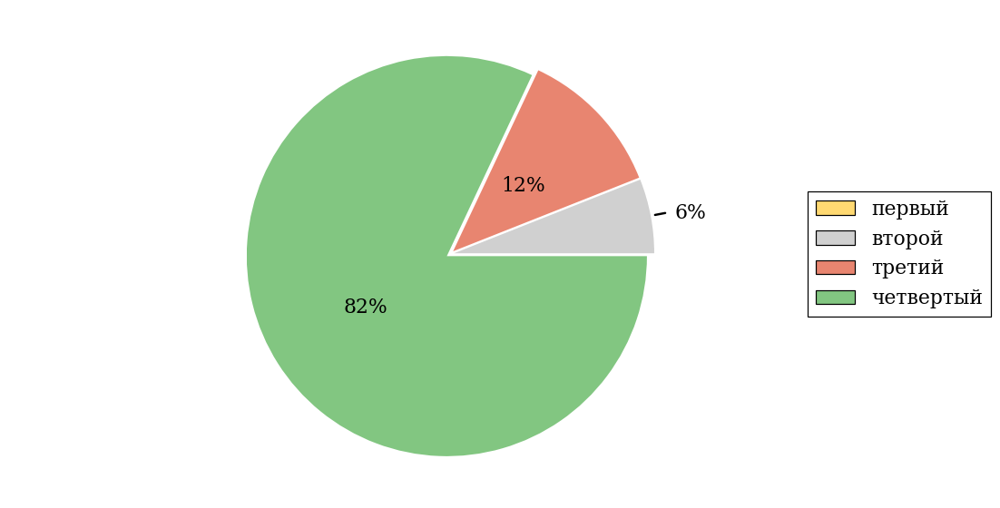 12%
6%
82%
первый
второй
третий
четвертый